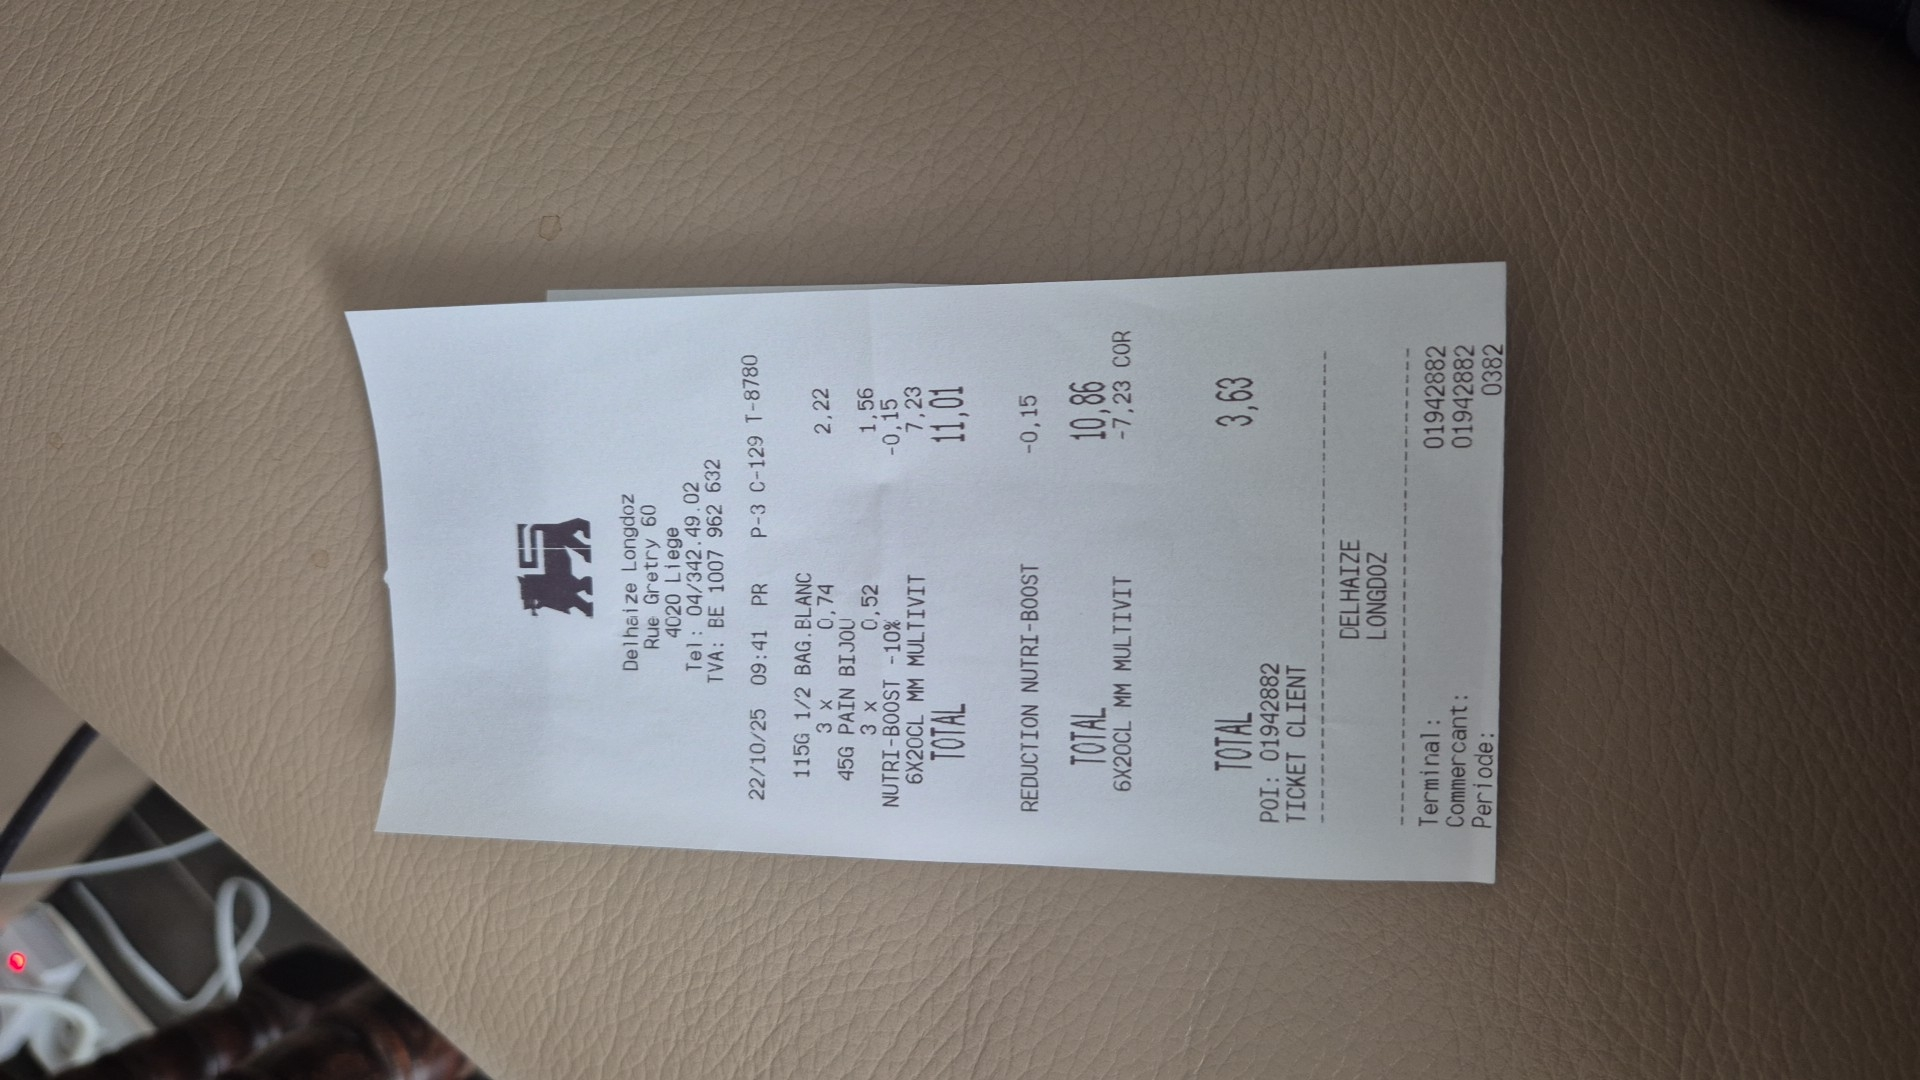 Delhaize Longdoz
Rue Gretry 60
4020 Liege
Tel: 04/342.49.02
TVA: BE 1007 962 632
22/10/25 09:41 PR P-3 C-129 T-8780
115G 1/2 BAG.BLANC
3 x 0,74 2,22
45G PAIN BIJOU
3 x 0,52 1,56
NUTRI-BOOST -10% -0,15
6X20CL MM MULTIVIT 7,23
TOTAL 11,01
REDUCTION NUTRI-BOOST -0,15
TOTAL 10,86
6X20CL MM MULTIVIT -7,23 COR
TOTAL 3,63
POI: 01942882
TICKET CLIENT
DELHAIZE
LONGDOZ
Terminal: 01942882
Commercant: 01942882
Periode: 0382